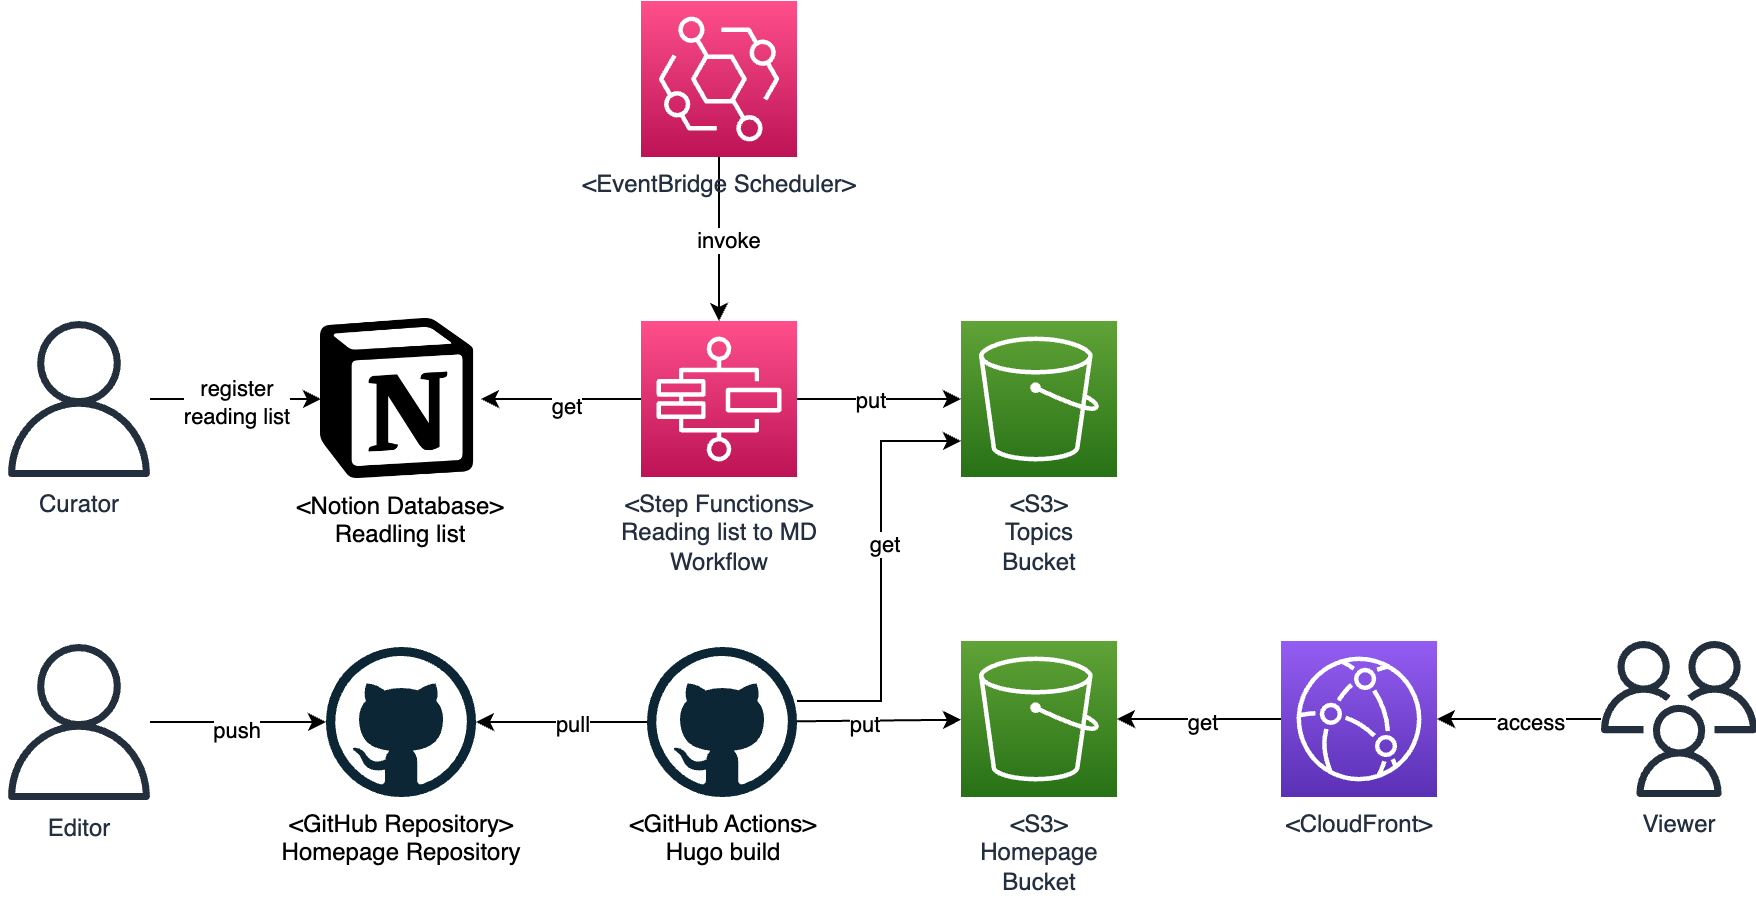 <EventBridge Scheduler>
invoke
register
reading list
get
put
Curator
<Notion Database>
Readling list
<Step Functions>
Reading list to MD
Workflow
<S3>
Topics
Bucket
get
push
pull
put
get
access
Editor
<GitHub Repository>
Homepage Repository
<GitHub Actions>
Hugo build
<S3>
Homepage
Bucket
<CloudFront>
Viewer